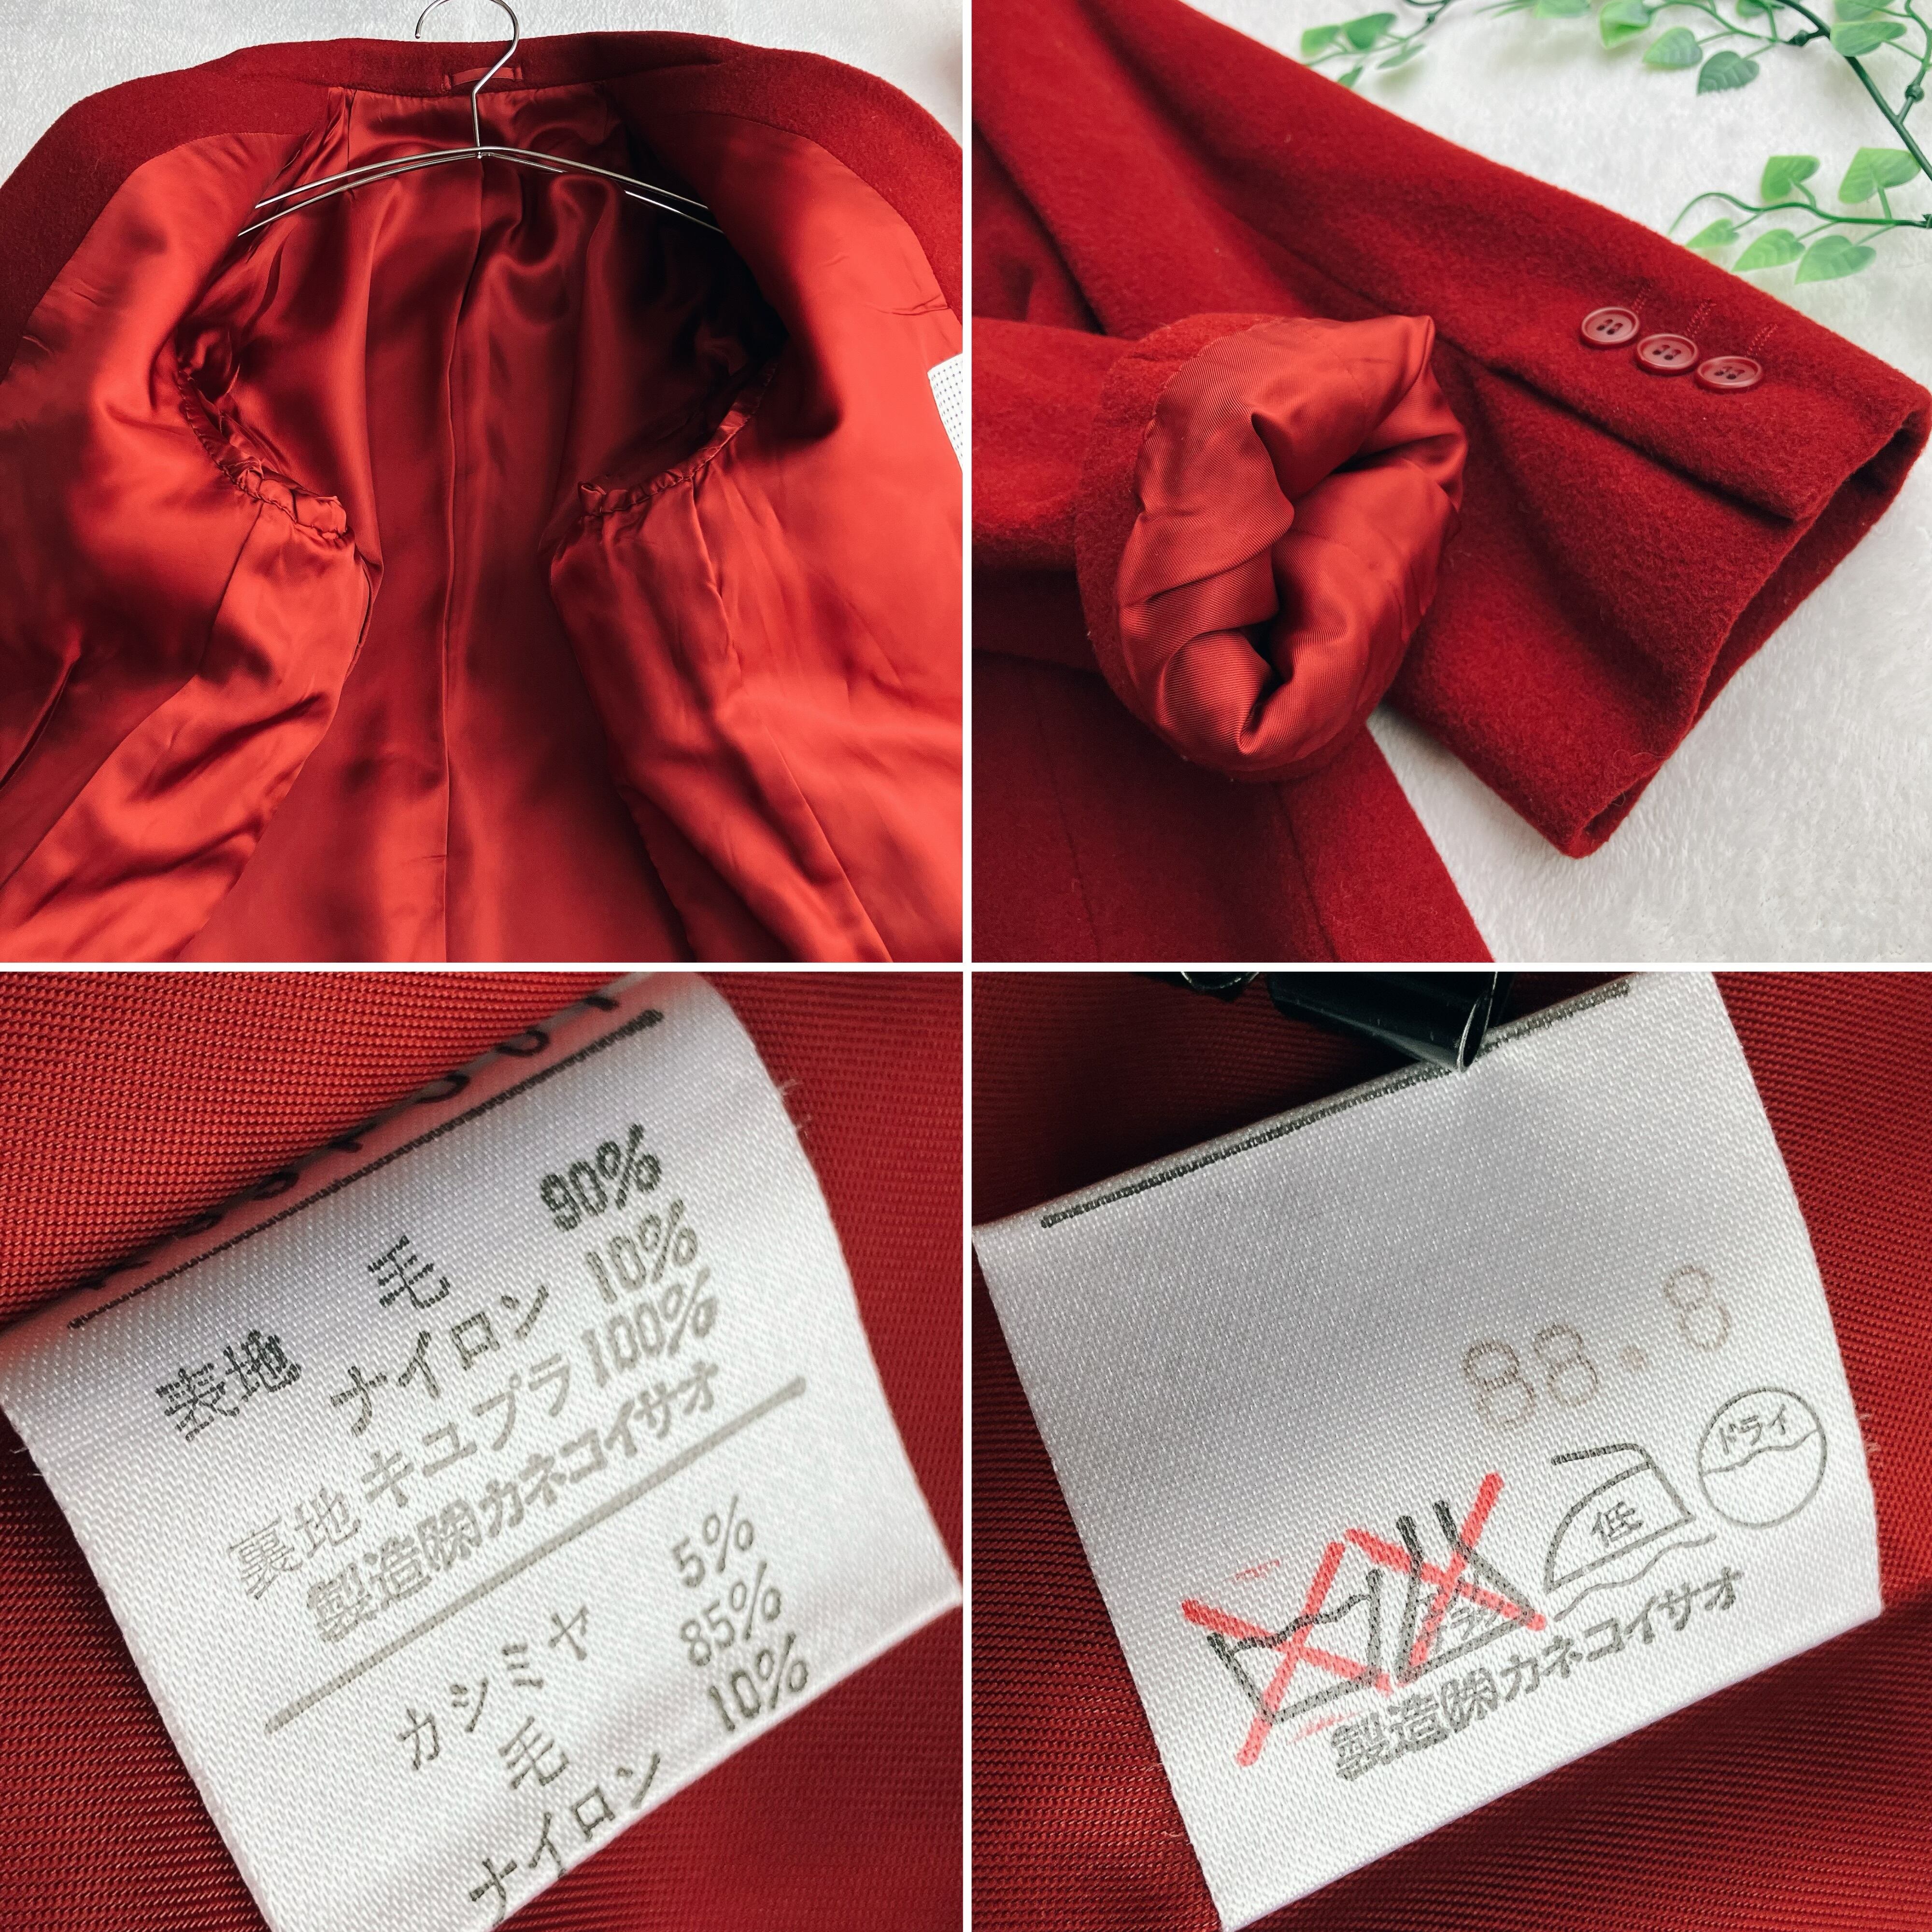 表地 毛 90%
ナイロン 10%
裏地 キュプラ 100%
製造㈱カネコイサオ
カシミヤ 5%
毛 85%
ナイロン 10%
88.8
ドライ
低
製造㈱カネコイサオ